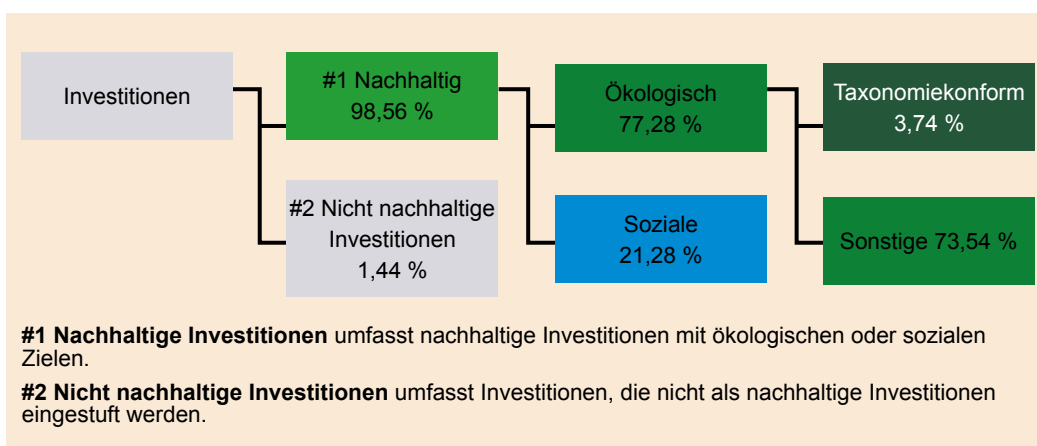 Investitionen
#1 Nachhaltig
98,56 %
#2 Nicht nachhaltige
Investitionen
1,44 %
Ökologisch
77,28 %
Soziale
21,28 %
Taxonomiekonform
3,74 %
Sonstige 73,54 %
#1 Nachhaltige Investitionen umfasst nachhaltige Investitionen mit ökologischen oder sozialen
Zielen.
#2 Nicht nachhaltige Investitionen umfasst Investitionen, die nicht als nachhaltige Investitionen
eingestuft werden.